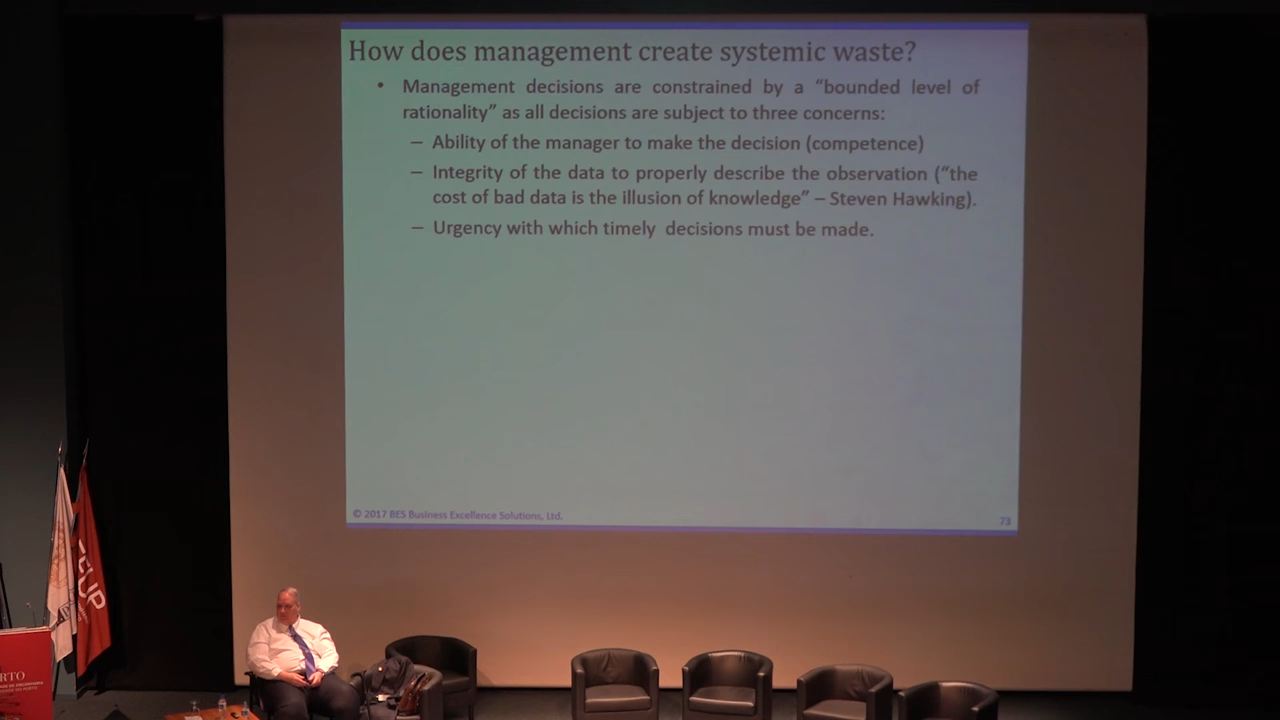 How does management create systemic waste?
• Management decisions are constrained by a “bounded level of
rationality” as all decisions are subject to three concerns:
– Ability of the manager to make the decision (competence)
– Integrity of the data to properly describe the observation (“the
cost of bad data is the illusion of knowledge” – Steven Hawking).
– Urgency with which timely decisions must be made.
© 2017 BES Business Excellence Solutions, Ltd.
73
FEUP
RTO